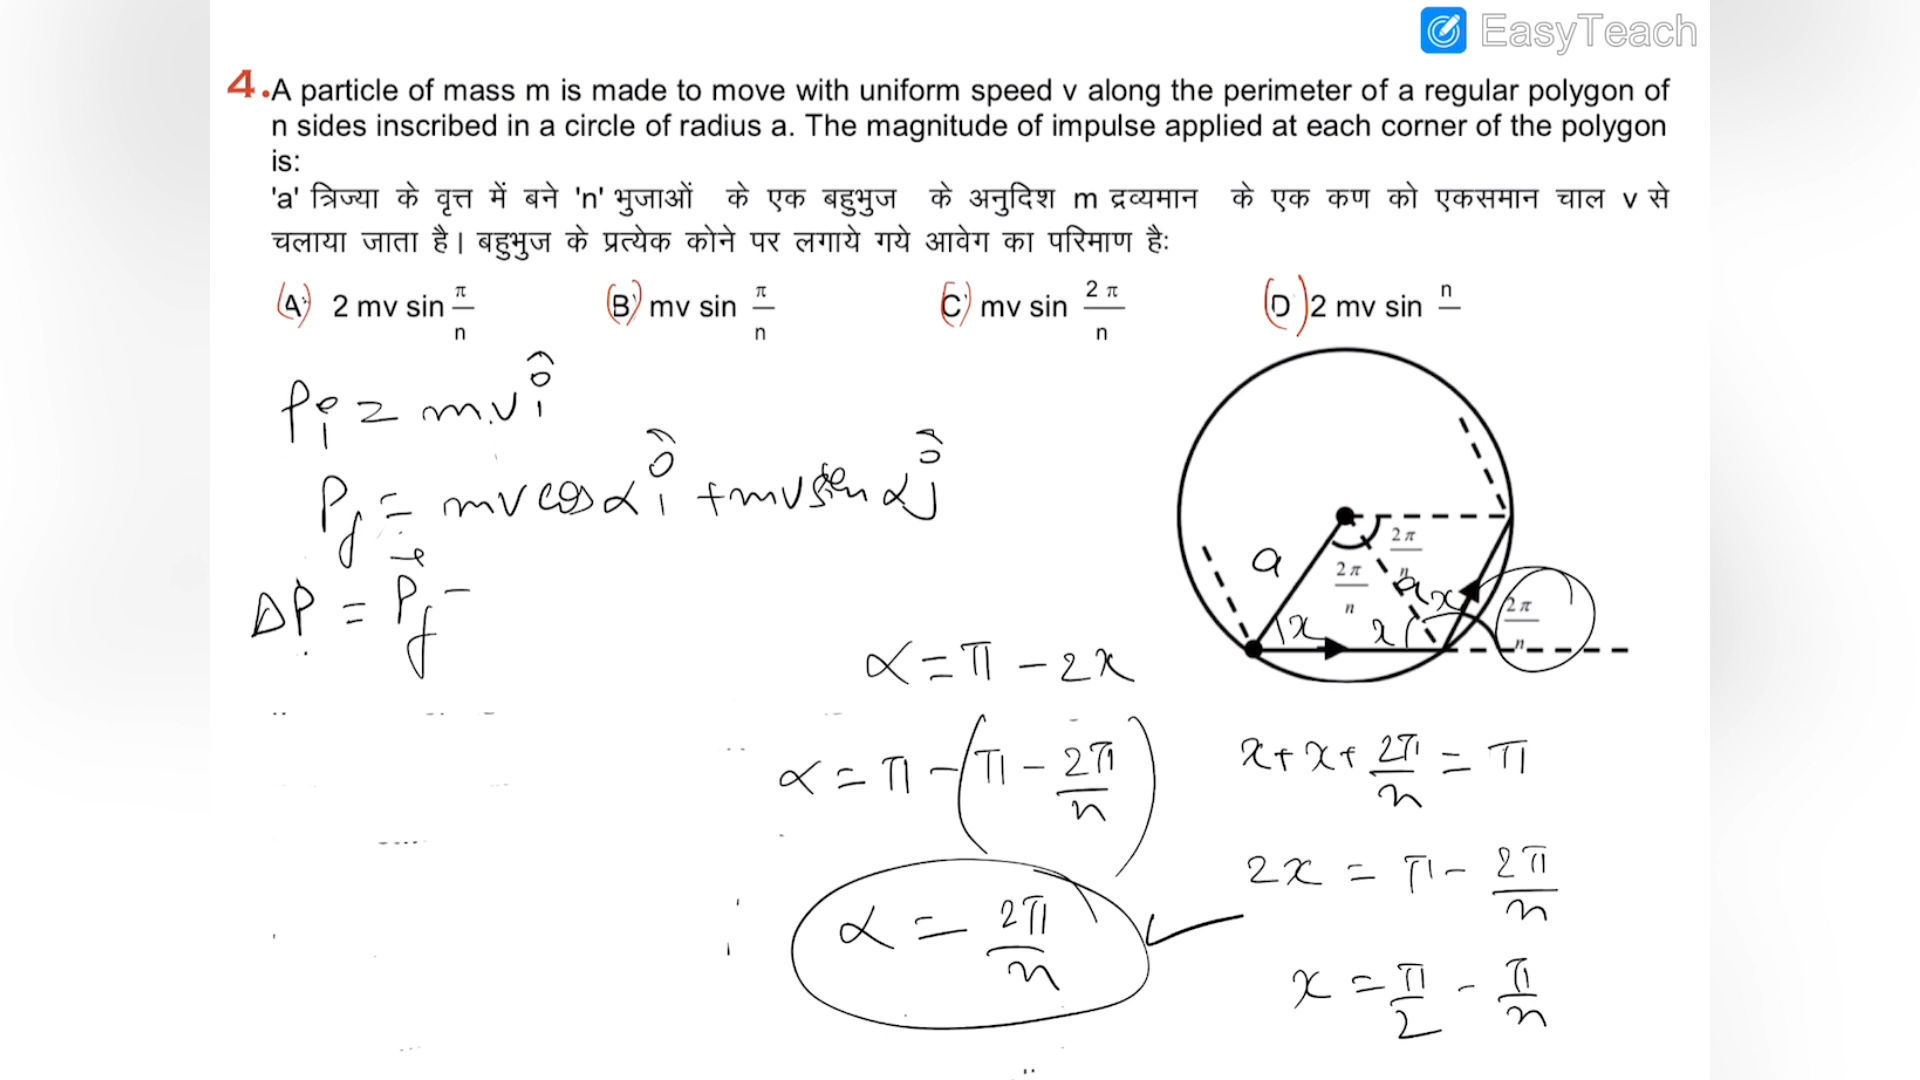 EasyTeach
4. A particle of mass m is made to move with uniform speed v along the perimeter of a regular polygon of
n sides inscribed in a circle of radius a. The magnitude of impulse applied at each corner of the polygon
is:
'a' त्रिज्या के वृत्त में बने 'n' भुजाओं के एक बहुभुज के अनुदिश m द्रव्यमान के एक कण को एकसमान चाल v से
चलाया जाता है। बहुभुज के प्रत्येक कोने पर लगाये गये आवेग का परिमाण है:
(A) 2 mv sin π/n (B) mv sin π/n (C) mv sin 2π/n (D) 2 mv sin n
Pi = mv î
Pf = mv cos α î + mv sin α ĵ
ΔP = Pf −
a
2π/n
2π/n
a
x
x
x
2π/n
α = π − 2x
α = π − (π − 2π/n)
α = 2π/n
x + x + 2π/n = π
2x = π − 2π/n
x = π/2 − π/n